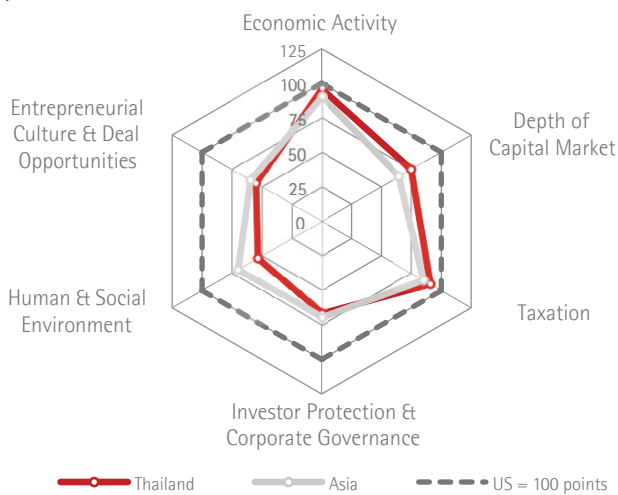 Economic Activity
125
100
75
50
25
0
Entrepreneurial
Culture & Deal
Opportunities
Depth of
Capital Market
Human & Social
Environment
Taxation
Investor Protection &
Corporate Governance
Thailand
Asia
US = 100 points